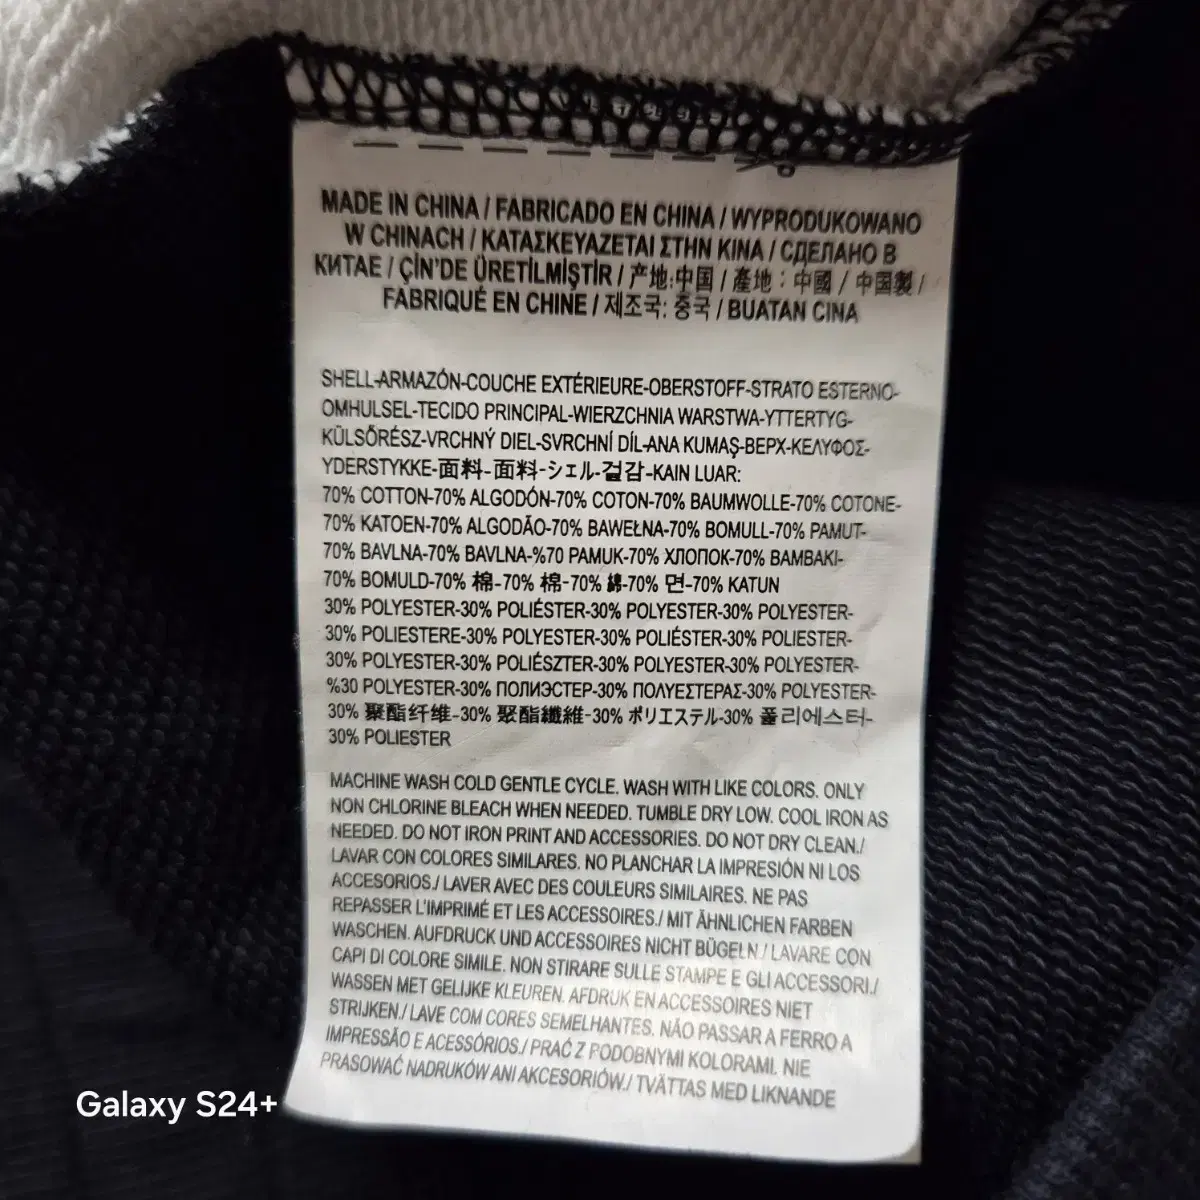 MADE IN CHINA / FABRICADO EN CHINA / WYPRODUKOWANO
W CHINACH / ΚΑΤΑΣΚΕΥΑΖΕΤΑΙ ΣΤΗΝ ΚΙΝΑ / СДЕЛАНО В
КИТАЕ / ÇİN'DE ÜRETİLMİŞTİR / 产地:中国 / 產地：中國 / 中国製 /
FABRIQUÉ EN CHINE / 제조국: 중국 / BUATAN CINA
SHELL-ARMAZÓN-COUCHE EXTÉRIEURE-OBERSTOFF-STRATO ESTERNO-
OMHULSEL-TECIDO PRINCIPAL-WIERZCHNIA WARSTWA-YTTERTYG-
KÜLSŐRÉSZ-VRCHNÝ DIEL-SVRCHNÍ DÍL-ANA KUMAŞ-ВЕРХ-ΚΕΛΥΦΟΣ-
YDERSTYKKE-面料-面料-シェル-겉감-KAIN LUAR:
70% COTTON-70% ALGODÓN-70% COTON-70% BAUMWOLLE-70% COTONE-
70% KATOEN-70% ALGODÃO-70% BAWEŁNA-70% BOMULL-70% PAMUT-
70% BAVLNA-70% BAVLNA-%70 PAMUK-70% ХЛОПОК-70% ΒΑΜΒΑΚΙ-
70% BOMULD-70% 棉-70% 棉-70% 綿-70% 면-70% KATUN
30% POLYESTER-30% POLIÉSTER-30% POLYESTER-30% POLYESTER-
30% POLIESTERE-30% POLYESTER-30% POLIÉSTER-30% POLIESTER-
30% POLYESTER-30% POLIÉSZTER-30% POLYESTER-30% POLYESTER-
%30 POLYESTER-30% ПОЛИЭСТЕР-30% ΠΟΛΥΕΣΤΕΡΑΣ-30% POLYESTER-
30% 聚酯纤维-30% 聚酯纖維-30% ポリエステル-30% 폴리에스터-
30% POLIESTER
MACHINE WASH COLD GENTLE CYCLE. WASH WITH LIKE COLORS. ONLY
NON CHLORINE BLEACH WHEN NEEDED. TUMBLE DRY LOW. COOL IRON AS
NEEDED. DO NOT IRON PRINT AND ACCESSORIES. DO NOT DRY CLEAN./
LAVAR CON COLORES SIMILARES. NO PLANCHAR LA IMPRESIÓN NI LOS
ACCESORIOS./ LAVER AVEC DES COULEURS SIMILAIRES. NE PAS
REPASSER L'IMPRIMÉ ET LES ACCESSOIRES./ MIT ÄHNLICHEN FARBEN
WASCHEN. AUFDRUCK UND ACCESSOIRES NICHT BÜGELN./ LAVARE CON
CAPI DI COLORE SIMILE. NON STIRARE SULLE STAMPE E GLI ACCESSORI./
WASSEN MET GELIJKE KLEUREN. AFDRUK EN ACCESSOIRES NIET
STRIJKEN./ LAVE COM CORES SEMELHANTES. NÃO PASSAR A FERRO A
IMPRESSÃO E ACESSÓRIOS./ PRAĆ Z PODOBNYMI KOLORAMI. NIE
PRASOWAĆ NADRUKÓW ANI AKCESORIÓW./ TVÄTTAS MED LIKNANDE
Galaxy S24+